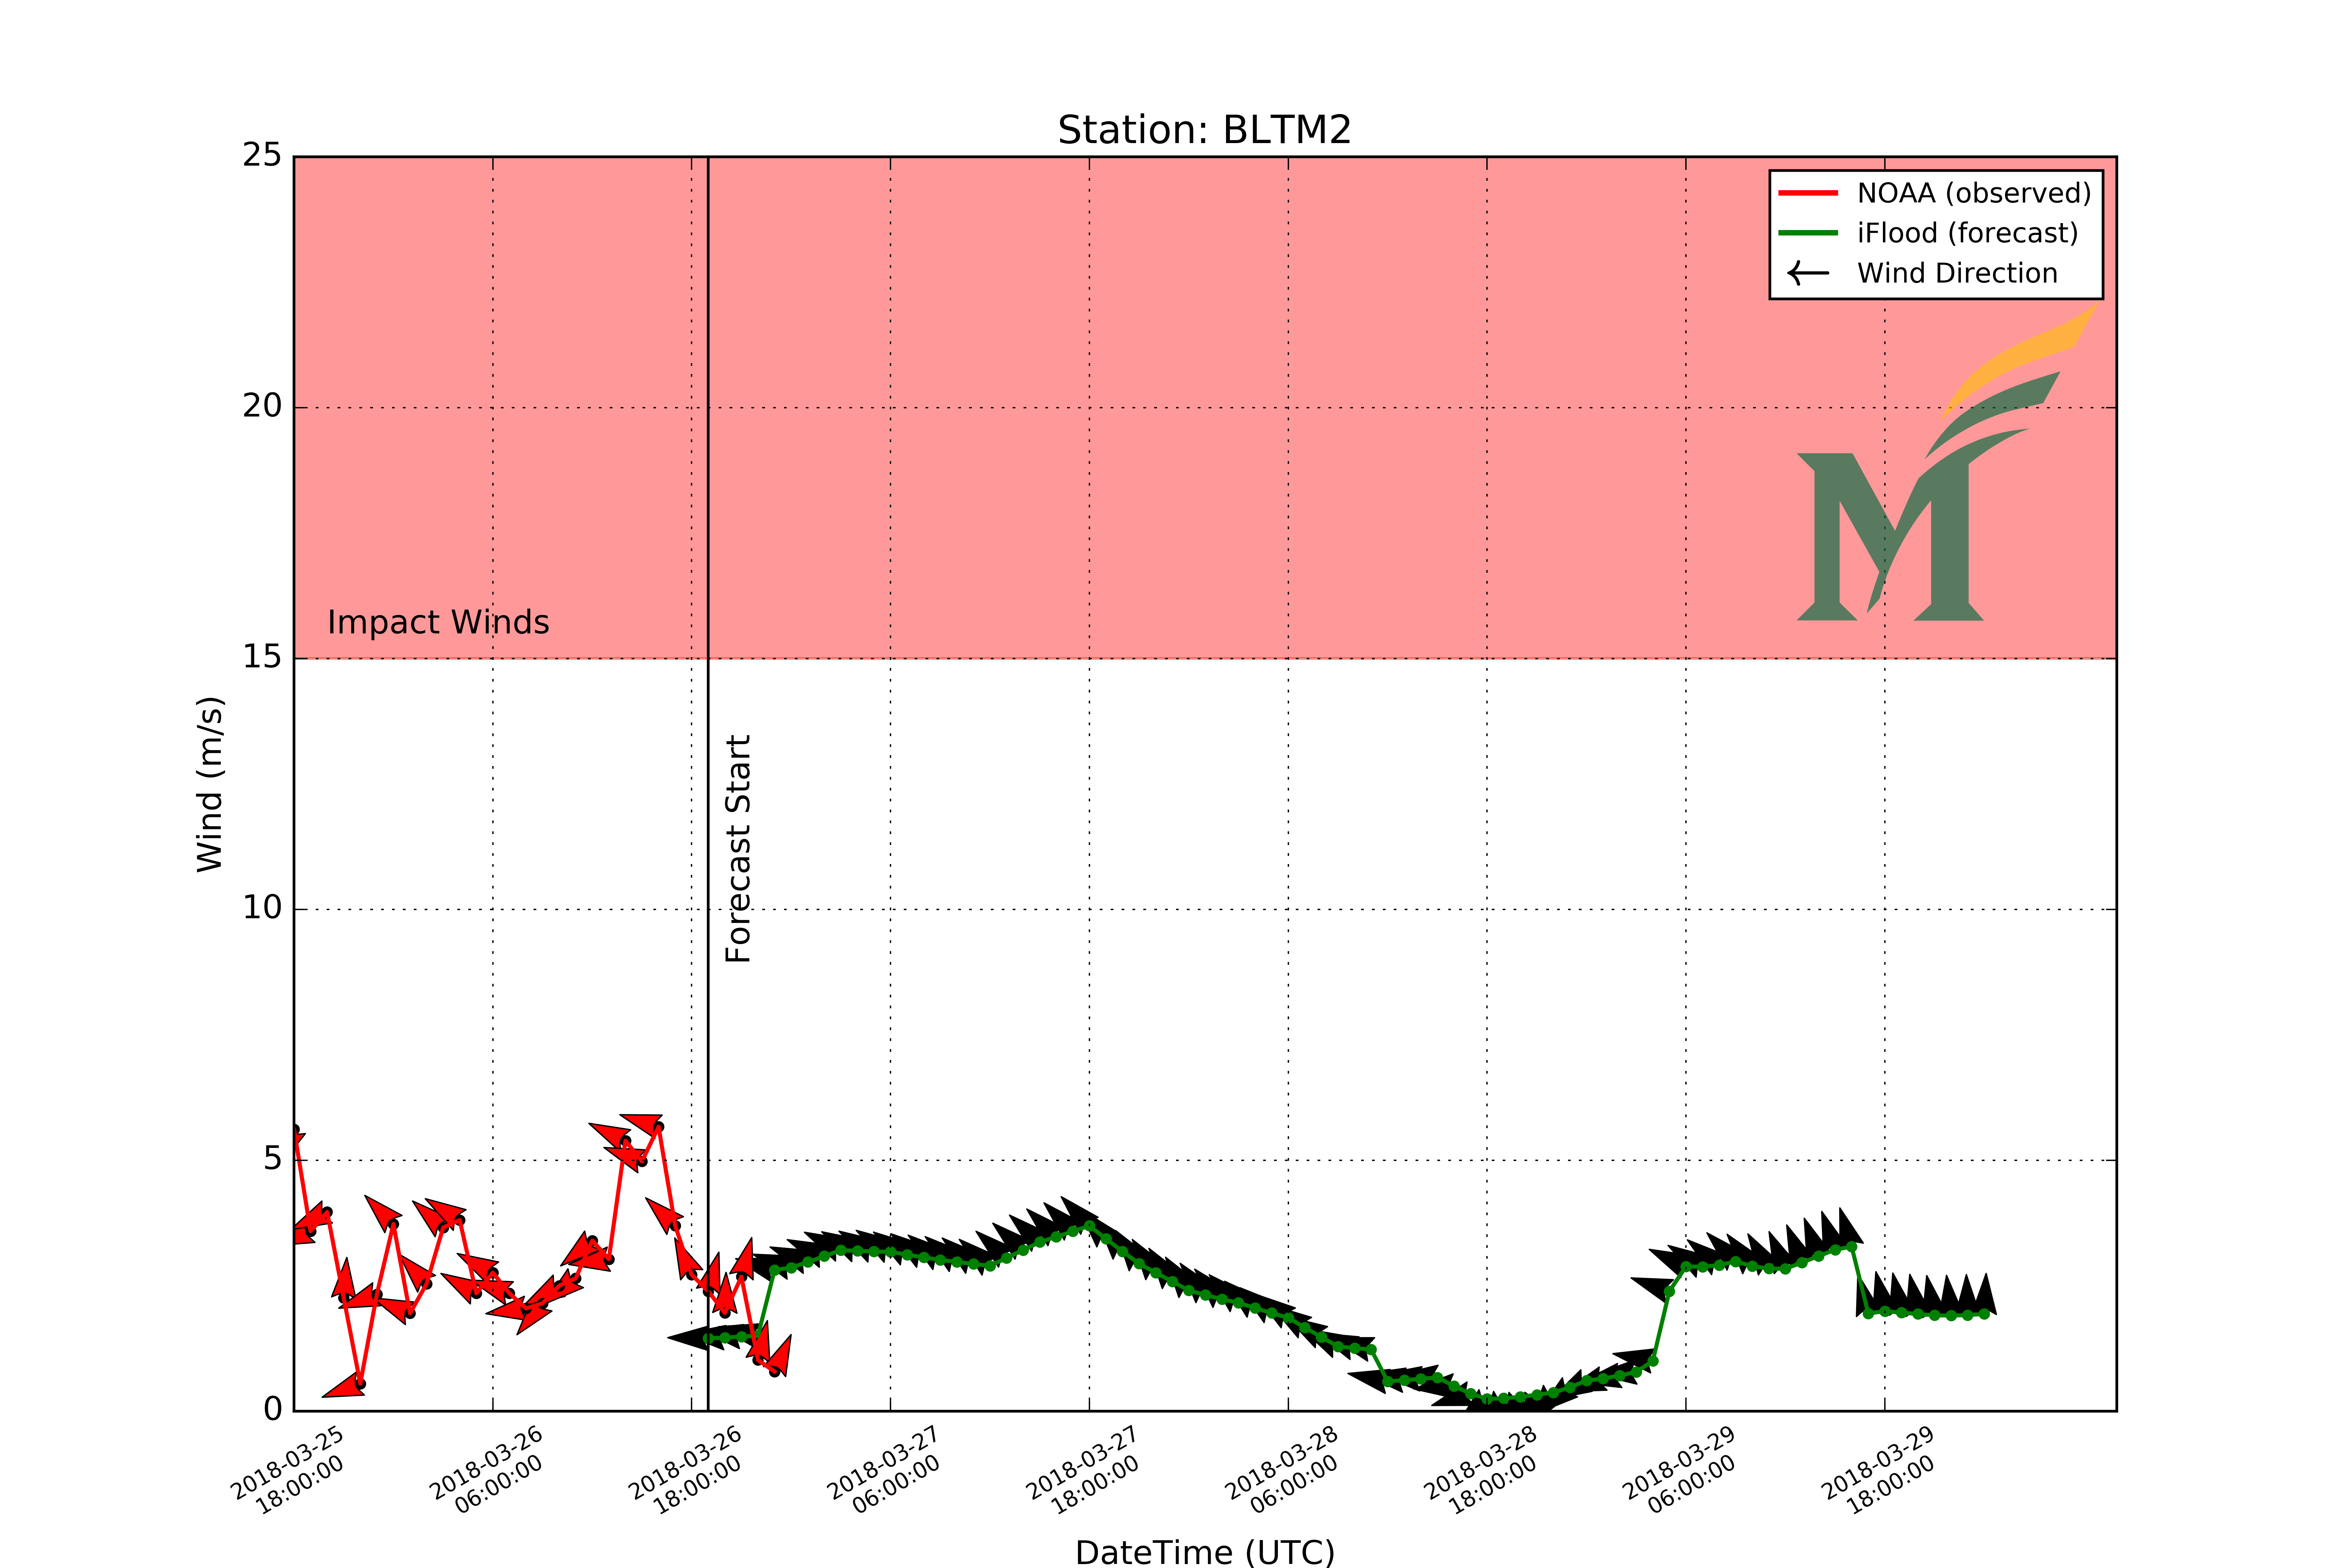 Station: BLTM2
25
20
15
10
5
0
Wind (m/s)
NOAA (observed)
iFlood (forecast)
Wind Direction
Impact Winds
Forecast Start
2018-03-25
18:00:00
2018-03-26
06:00:00
2018-03-26
18:00:00
2018-03-27
06:00:00
2018-03-27
18:00:00
2018-03-28
06:00:00
2018-03-28
18:00:00
2018-03-29
06:00:00
2018-03-29
18:00:00
DateTime (UTC)
M